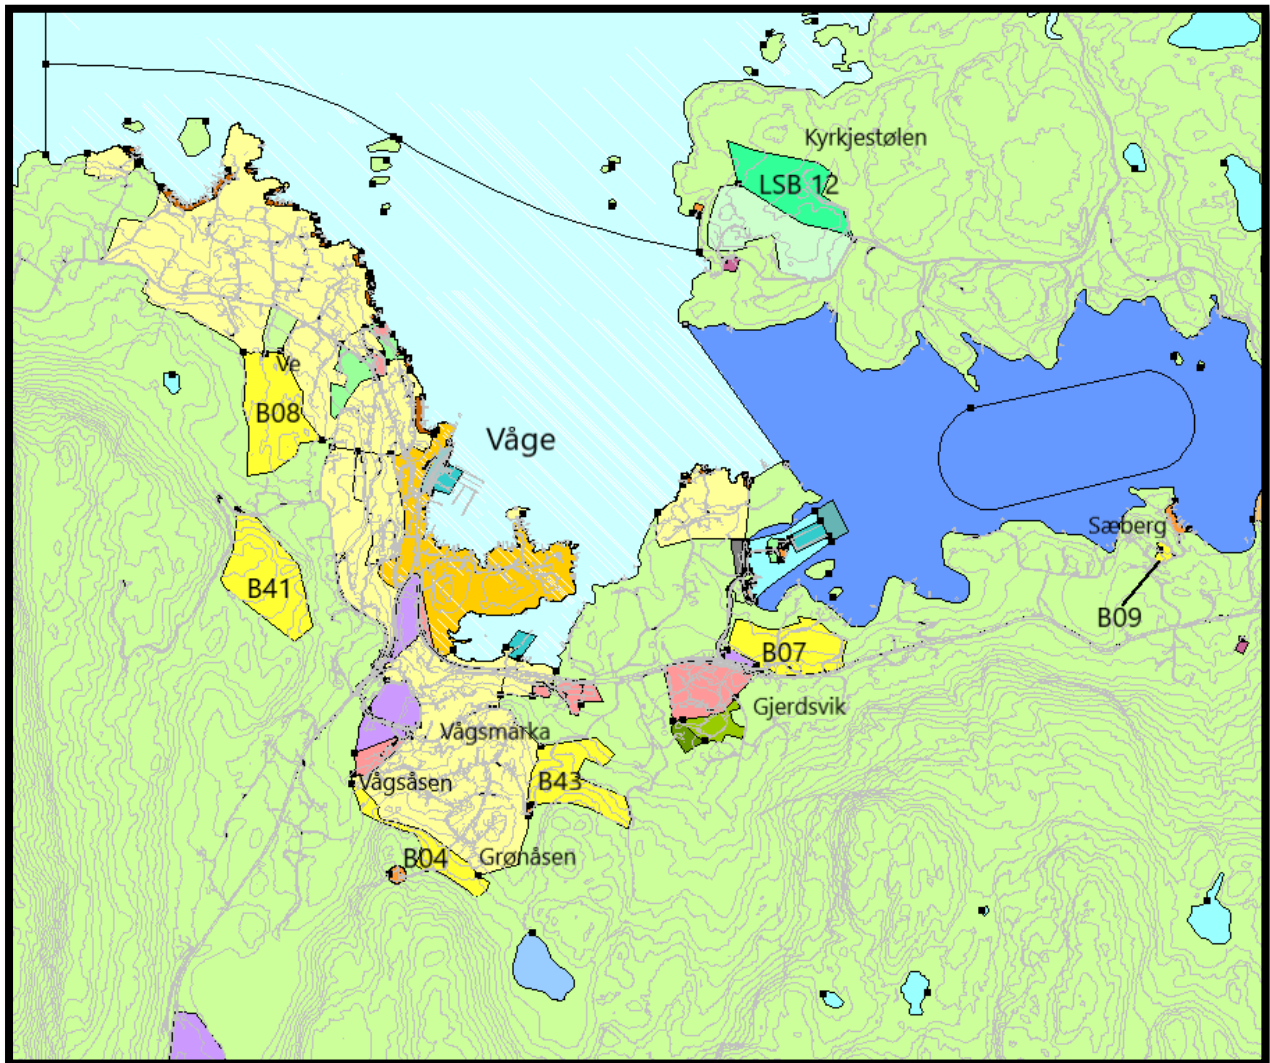 Kyrkjestølen
LSB 12
Ve
B08
Våge
Sæberg
B41
B09
B07
Gjerdsvik
Vågsmarka
Vågsåsen
B43
B04
Grønåsen